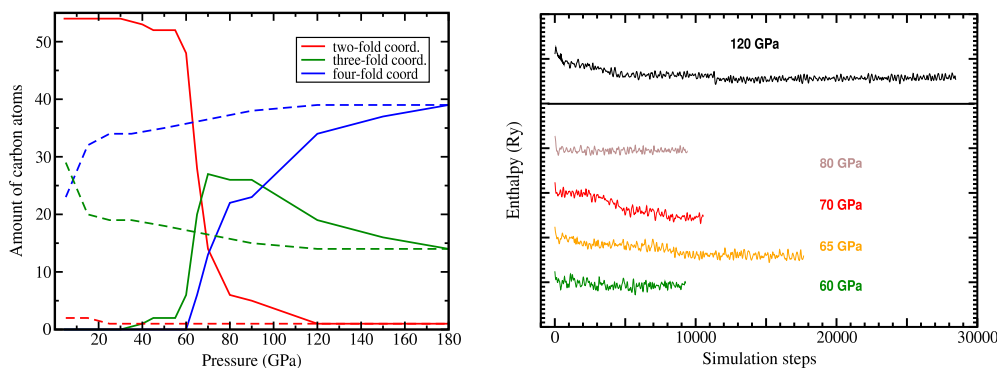 50
40
30
20
10
0
Amount of carbon atoms
two-fold coord.
three-fold coord.
four-fold coord
20 40 60 80 100 120 140 160 180
Pressure (GPa)
Enthalpy (Ry)
120 GPa
80 GPa
70 GPa
65 GPa
60 GPa
0 10000 20000 30000
Simulation steps